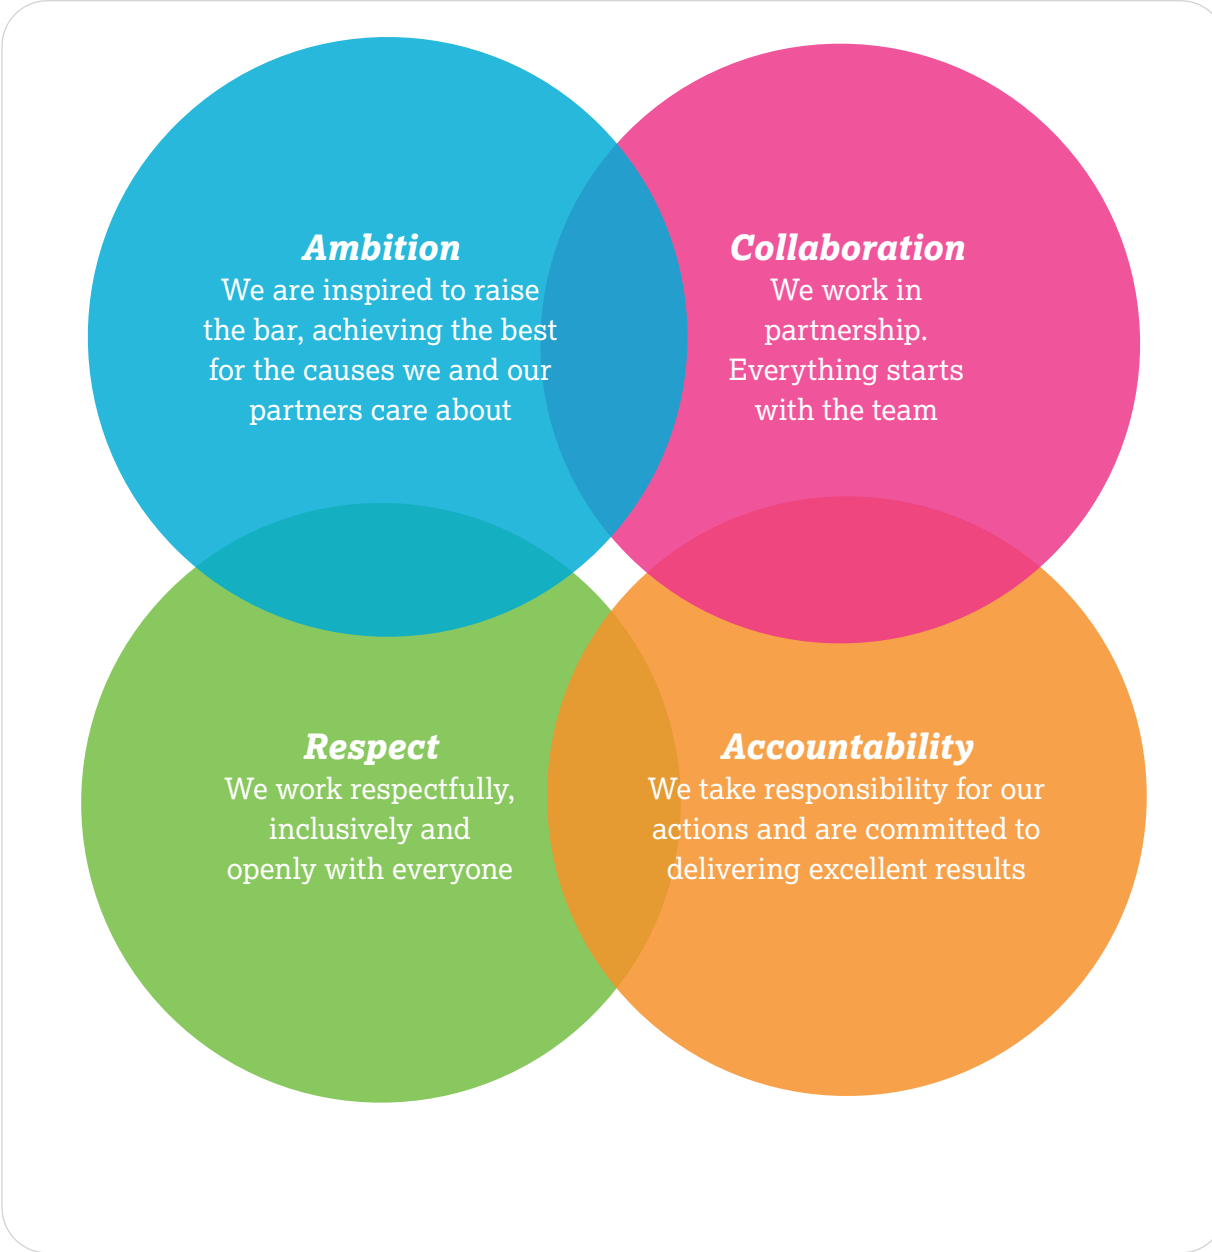 Ambition
We are inspired to raise
the bar, achieving the best
for the causes we and our
partners care about
Collaboration
We work in
partnership.
Everything starts
with the team
Respect
We work respectfully,
inclusively and
openly with everyone
Accountability
We take responsibility for our
actions and are committed to
delivering excellent results